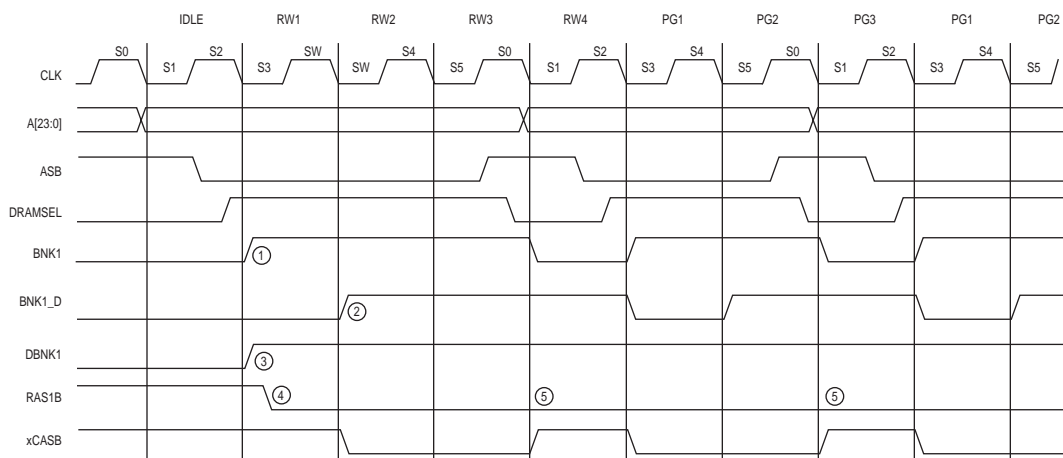 IDLE RW1 RW2 RW3 RW4 PG1 PG2 PG3 PG1 PG2
CLK S0 S1 S2 S3 SW SW S4 S5 S0 S1 S2 S3 S4 S5 S0 S1 S2 S3 S4 S5
A[23:0]
ASB
DRAMSEL
BNK1 1
BNK1_D 2
DBNK1 3
RAS1B 4 5 5
xCASB